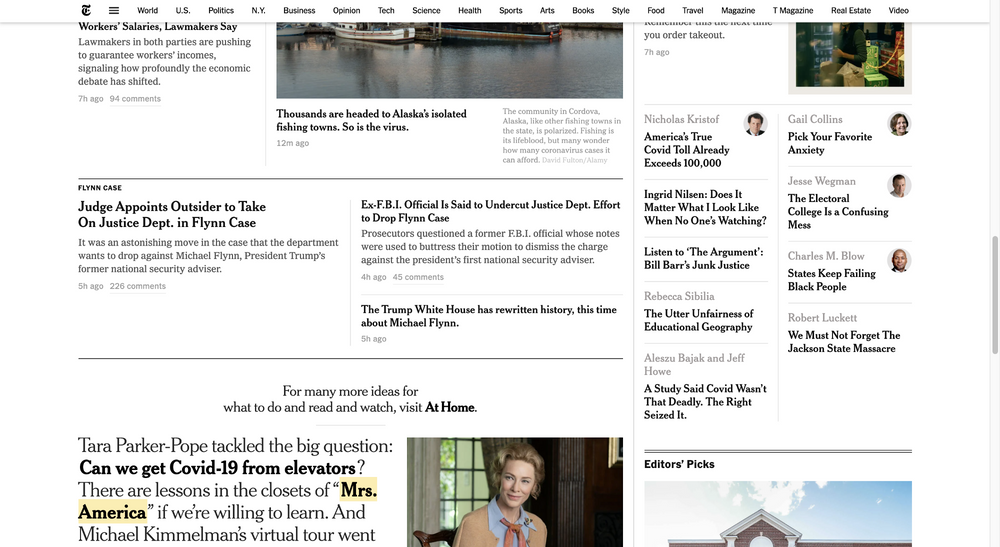 World U.S. Politics N.Y. Business Opinion Tech Science Health Sports Arts Books Style Food Travel Magazine T Magazine Real Estate Video
Workers' Salaries, Lawmakers Say
Lawmakers in both parties are pushing
to guarantee workers' incomes,
signaling how profoundly the economic
debate has shifted.
7h ago 94 comments
Thousands are headed to Alaska's isolated
fishing towns. So is the virus.
12m ago
The community in Cordova,
Alaska, like other fishing towns in
the state, is polarized. Fishing is
its lifeblood, but many wonder
how many coronavirus cases it
can afford. David Fulton/Alamy
FLYNN CASE
Judge Appoints Outsider to Take
On Justice Dept. in Flynn Case
It was an astonishing move in the case that the department
wants to drop against Michael Flynn, President Trump's
former national security adviser.
5h ago 226 comments
Ex-F.B.I. Official Is Said to Undercut Justice Dept. Effort
to Drop Flynn Case
Prosecutors questioned a former F.B.I. official whose notes
were used to buttress their motion to dismiss the charge
against the president's first national security adviser.
4h ago 45 comments
The Trump White House has rewritten history, this time
about Michael Flynn.
5h ago
For many more ideas for
what to do and read and watch, visit At Home.
Tara Parker-Pope tackled the big question:
Can we get Covid-19 from elevators?
There are lessons in the closets of "Mrs.
America" if we're willing to learn. And
Michael Kimmelman's virtual tour went
Remember this the next time
you order takeout.
7h ago
Nicholas Kristof
America's True
Covid Toll Already
Exceeds 100,000
Ingrid Nilsen: Does It
Matter What I Look Like
When No One's Watching?
Listen to 'The Argument':
Bill Barr's Junk Justice
Rebecca Sibilia
The Utter Unfairness of
Educational Geography
Aleszu Bajak and Jeff
Howe
A Study Said Covid Wasn't
That Deadly. The Right
Seized It.
Gail Collins
Pick Your Favorite
Anxiety
Jesse Wegman
The Electoral
College Is a Confusing
Mess
Charles M. Blow
States Keep Failing
Black People
Robert Luckett
We Must Not Forget The
Jackson State Massacre
Editors' Picks